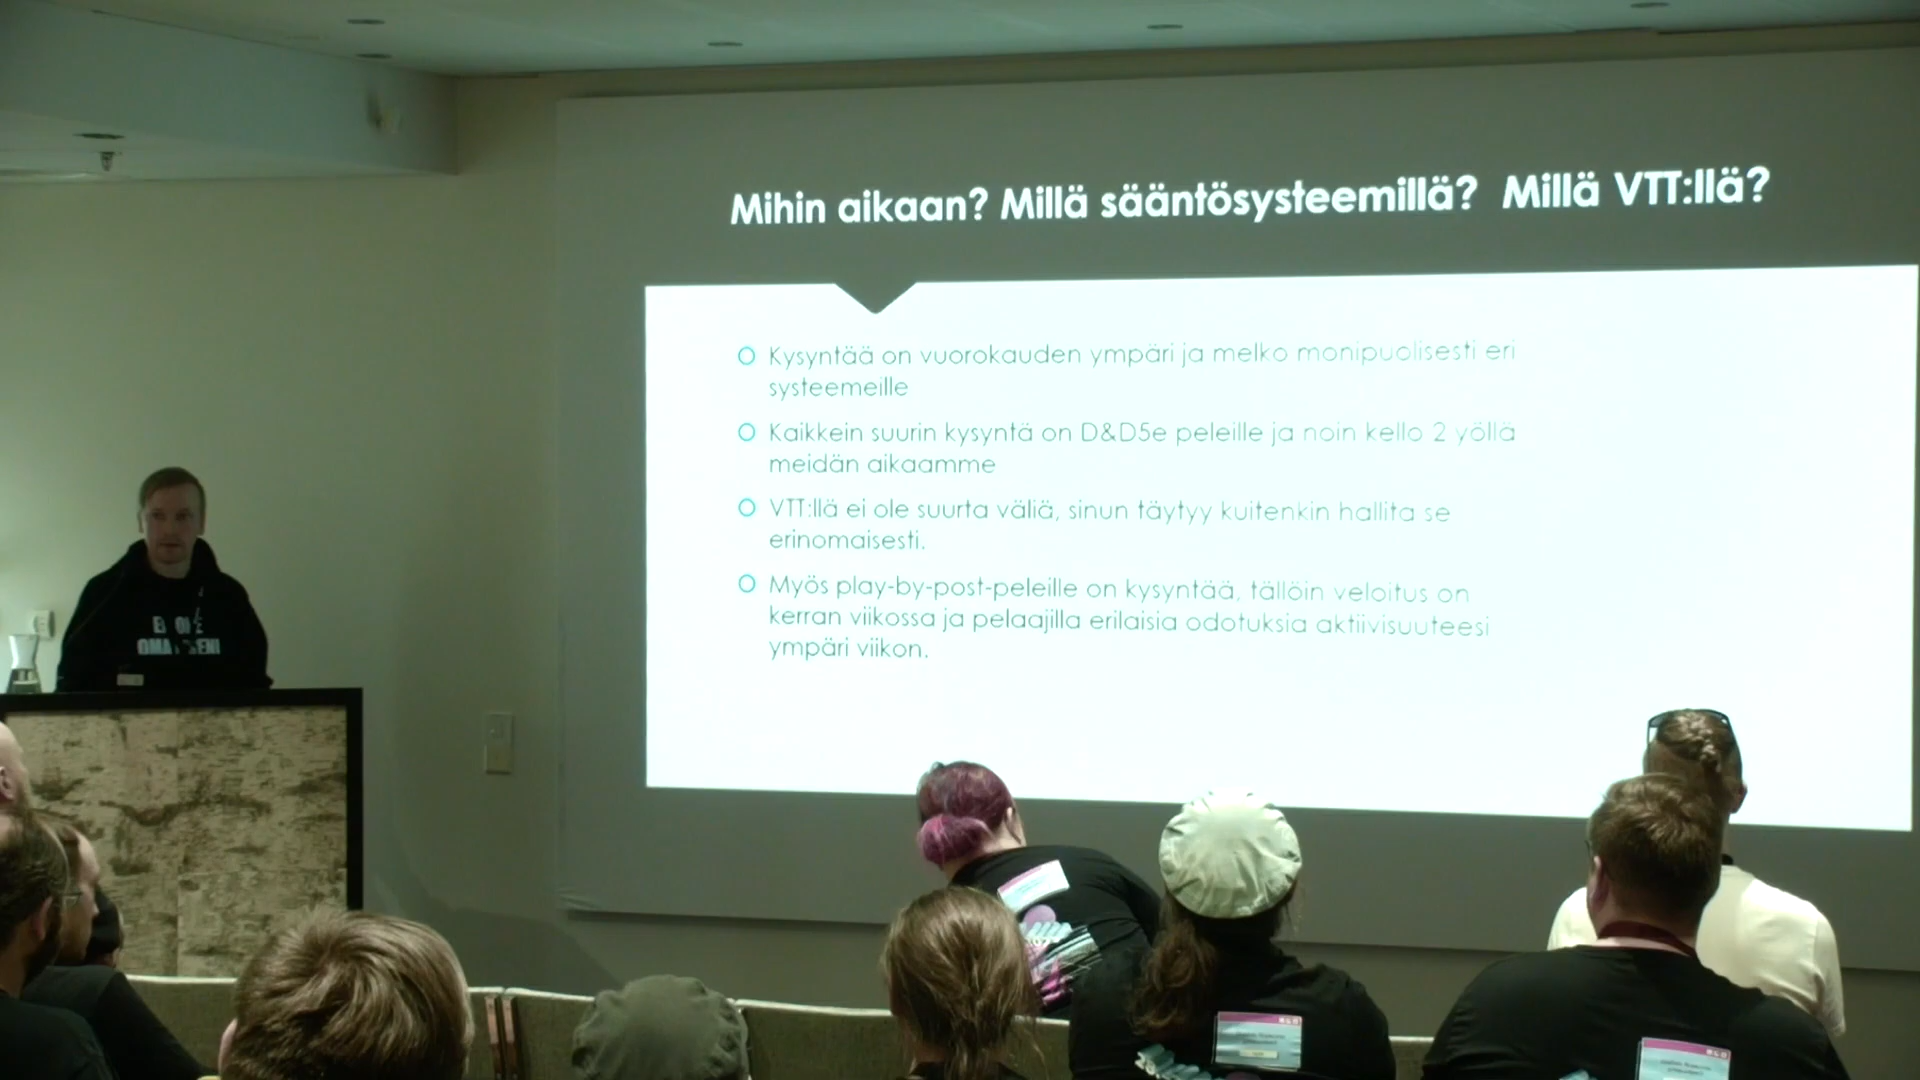 Mihin aikaan? Millä sääntösysteemillä? Millä VTT:llä?
Kysyntää on vuorokauden ympäri ja melko monipuolisesti eri
systeemeille
Kaikkein suurin kysyntä on D&D5e peleille ja noin kello 2 yöllä
meidän aikaamme
VTT:llä ei ole suurta väliä, sinun täytyy kuitenkin hallita se
erinomaisesti.
Myös play-by-post-peleille on kysyntää, tällöin veloitus on
kerran viikossa ja pelaajilla erilaisia odotuksia aktiivisuuteesi
ympäri viikon.